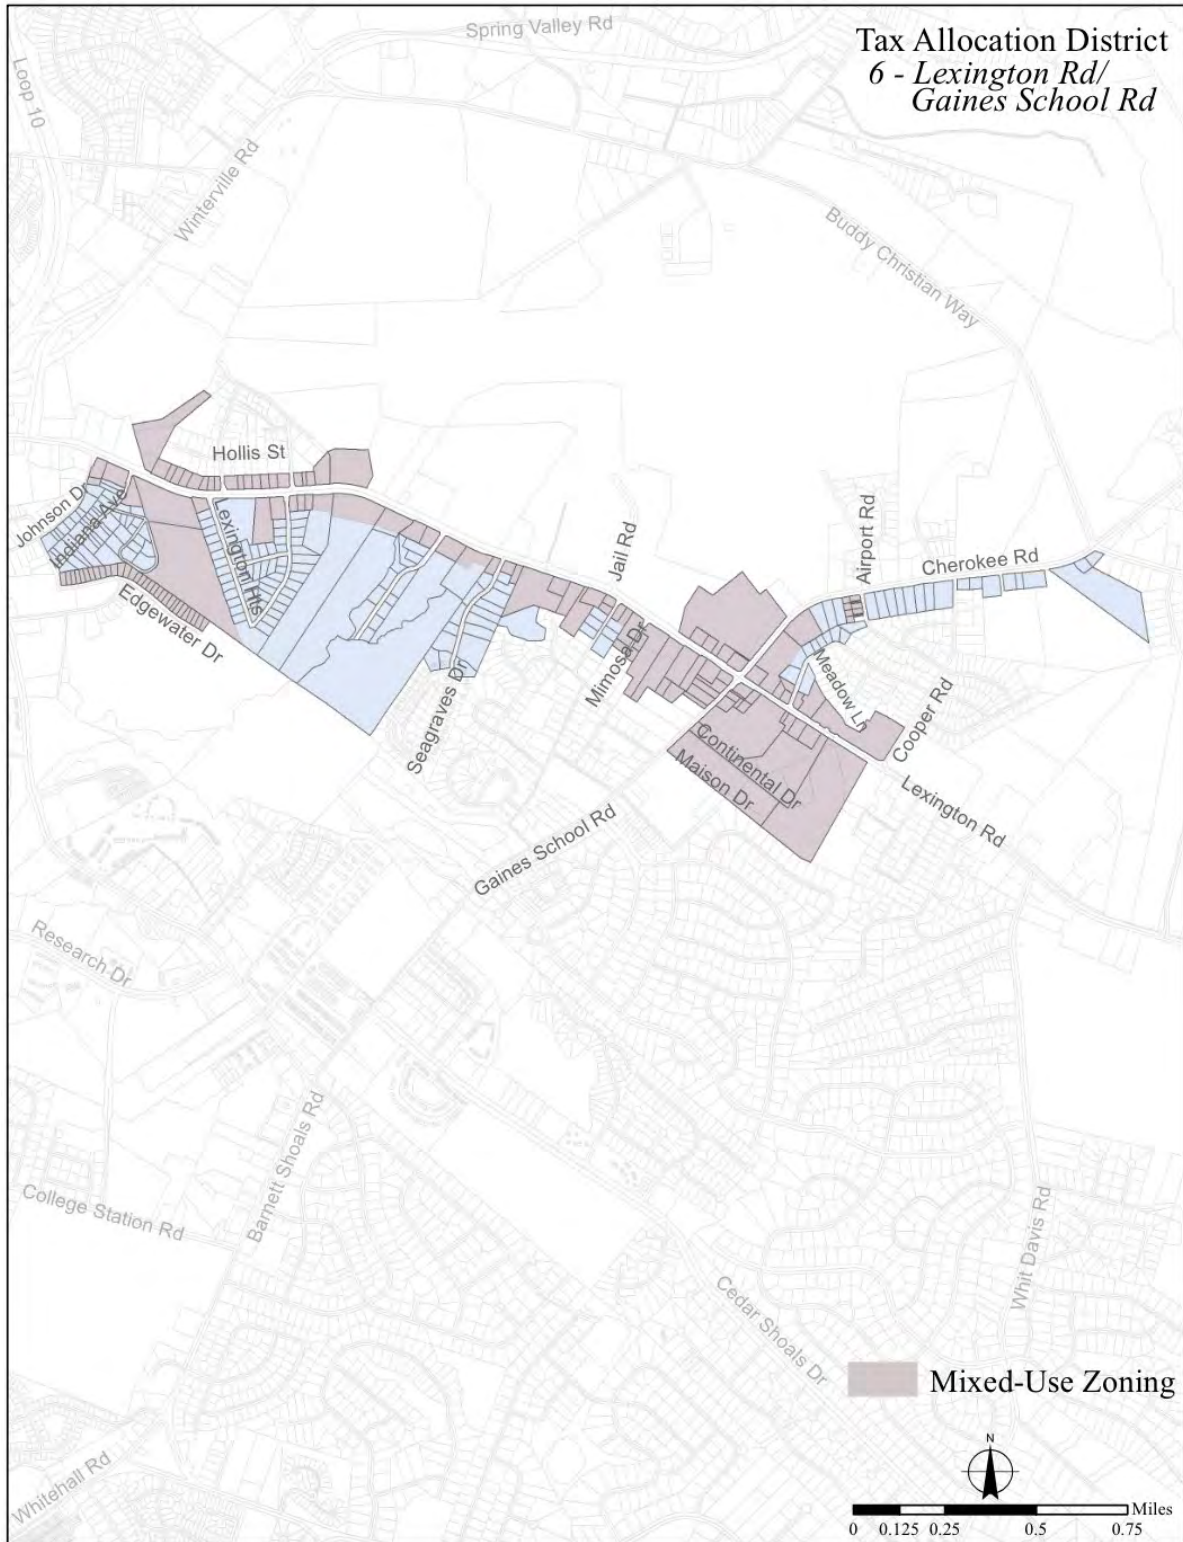 Spring Valley Rd
Tax Allocation District
6 - Lexington Rd/
Gaines School Rd
Loop 10
Winterville Rd
Buddy Christian Way
Hollis St
Johnson Dr
Indiana Ave
Lexington Hts
Edgewater Dr
Jail Rd
Airport Rd
Cherokee Rd
Mimosa Dr
Seagraves Dr
Meadow Ln
Cooper Rd
Continental Dr
Maison Dr
Lexington Rd
Gaines School Rd
Research Dr
Barnett Shoals Rd
College Station Rd
Whit Davis Rd
Cedar Shoals Dr
Mixed-Use Zoning
Whitehall Rd
N
Miles
0 0.125 0.25 0.5 0.75